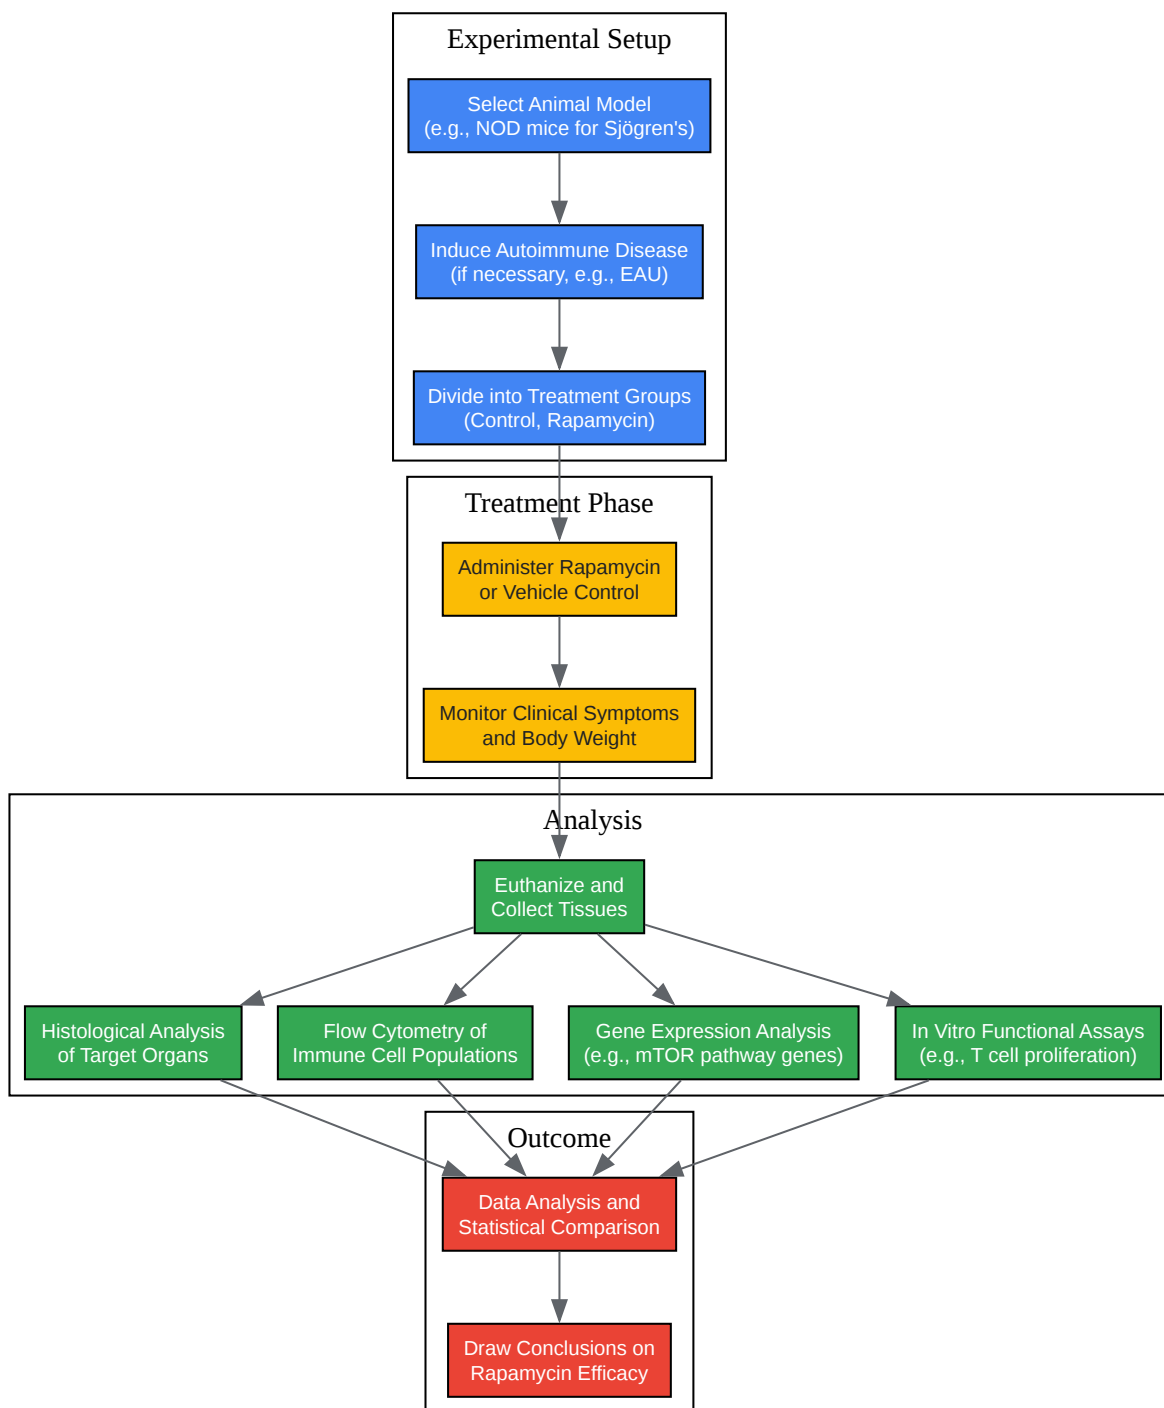 Experimental Setup
Select Animal Model
(e.g., NOD mice for Sjögren's)
Induce Autoimmune Disease
(if necessary, e.g., EAU)
Divide into Treatment Groups
(Control, Rapamycin)
Treatment Phase
Administer Rapamycin
or Vehicle Control
Monitor Clinical Symptoms
and Body Weight
Analysis
Euthanize and
Collect Tissues
Histological Analysis
of Target Organs
Flow Cytometry of
Immune Cell Populations
Gene Expression Analysis
(e.g., mTOR pathway genes)
In Vitro Functional Assays
(e.g., T cell proliferation)
Outcome
Data Analysis and
Statistical Comparison
Draw Conclusions on
Rapamycin Efficacy